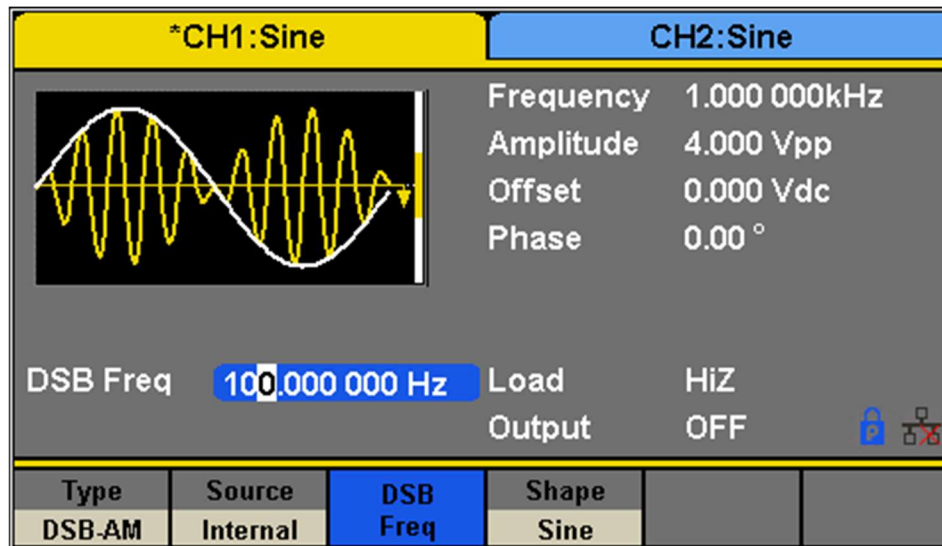 *CH1:Sine CH2:Sine
Frequency 1.000 000kHz
Amplitude 4.000 Vpp
Offset 0.000 Vdc
Phase 0.00 °
DSB Freq 100.000 000 Hz Load HiZ
Output OFF P
Type Source DSB Shape
DSB-AM Internal Freq Sine